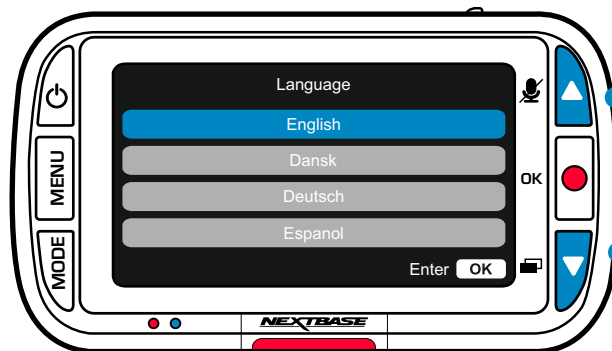 Language
English
Dansk
Deutsch
Espanol
Enter OK
MENU
MODE
OK
NEXTBASE